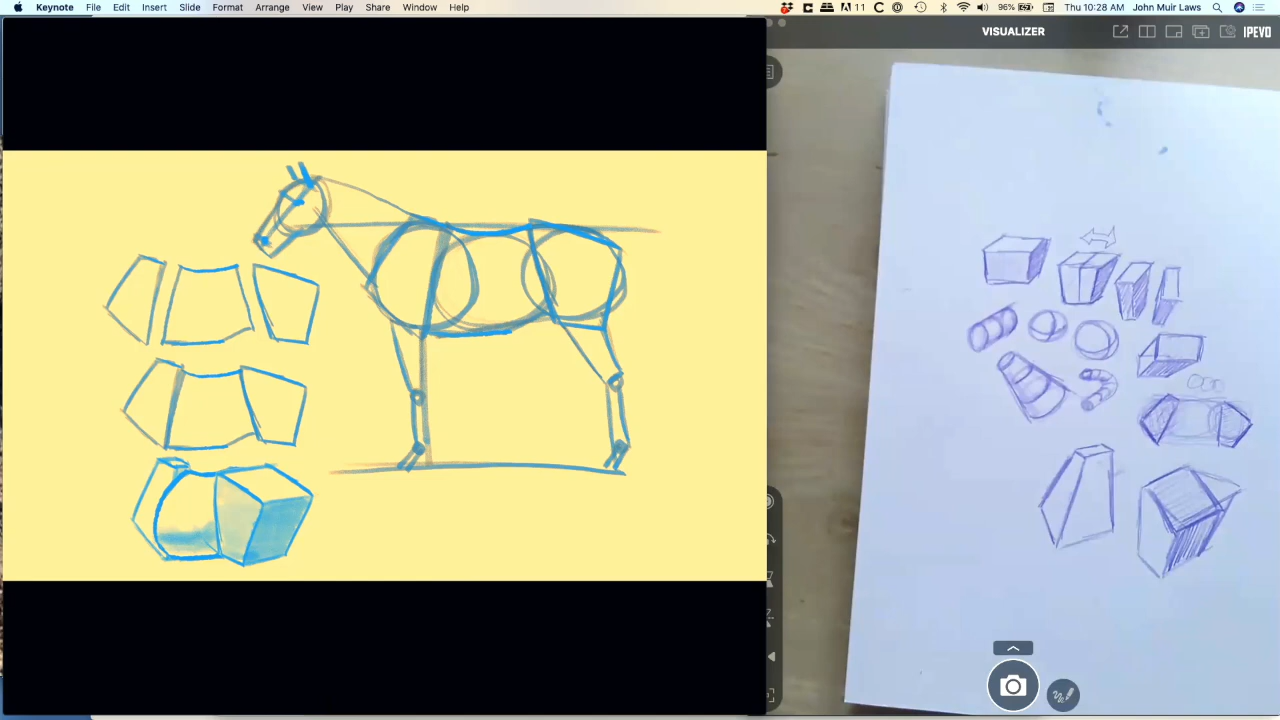 Keynote File Edit Insert Slide Format Arrange View Play Share Window Help 11 96% Thu 10:28 AM John Muir Laws
VISUALIZER IPEVO